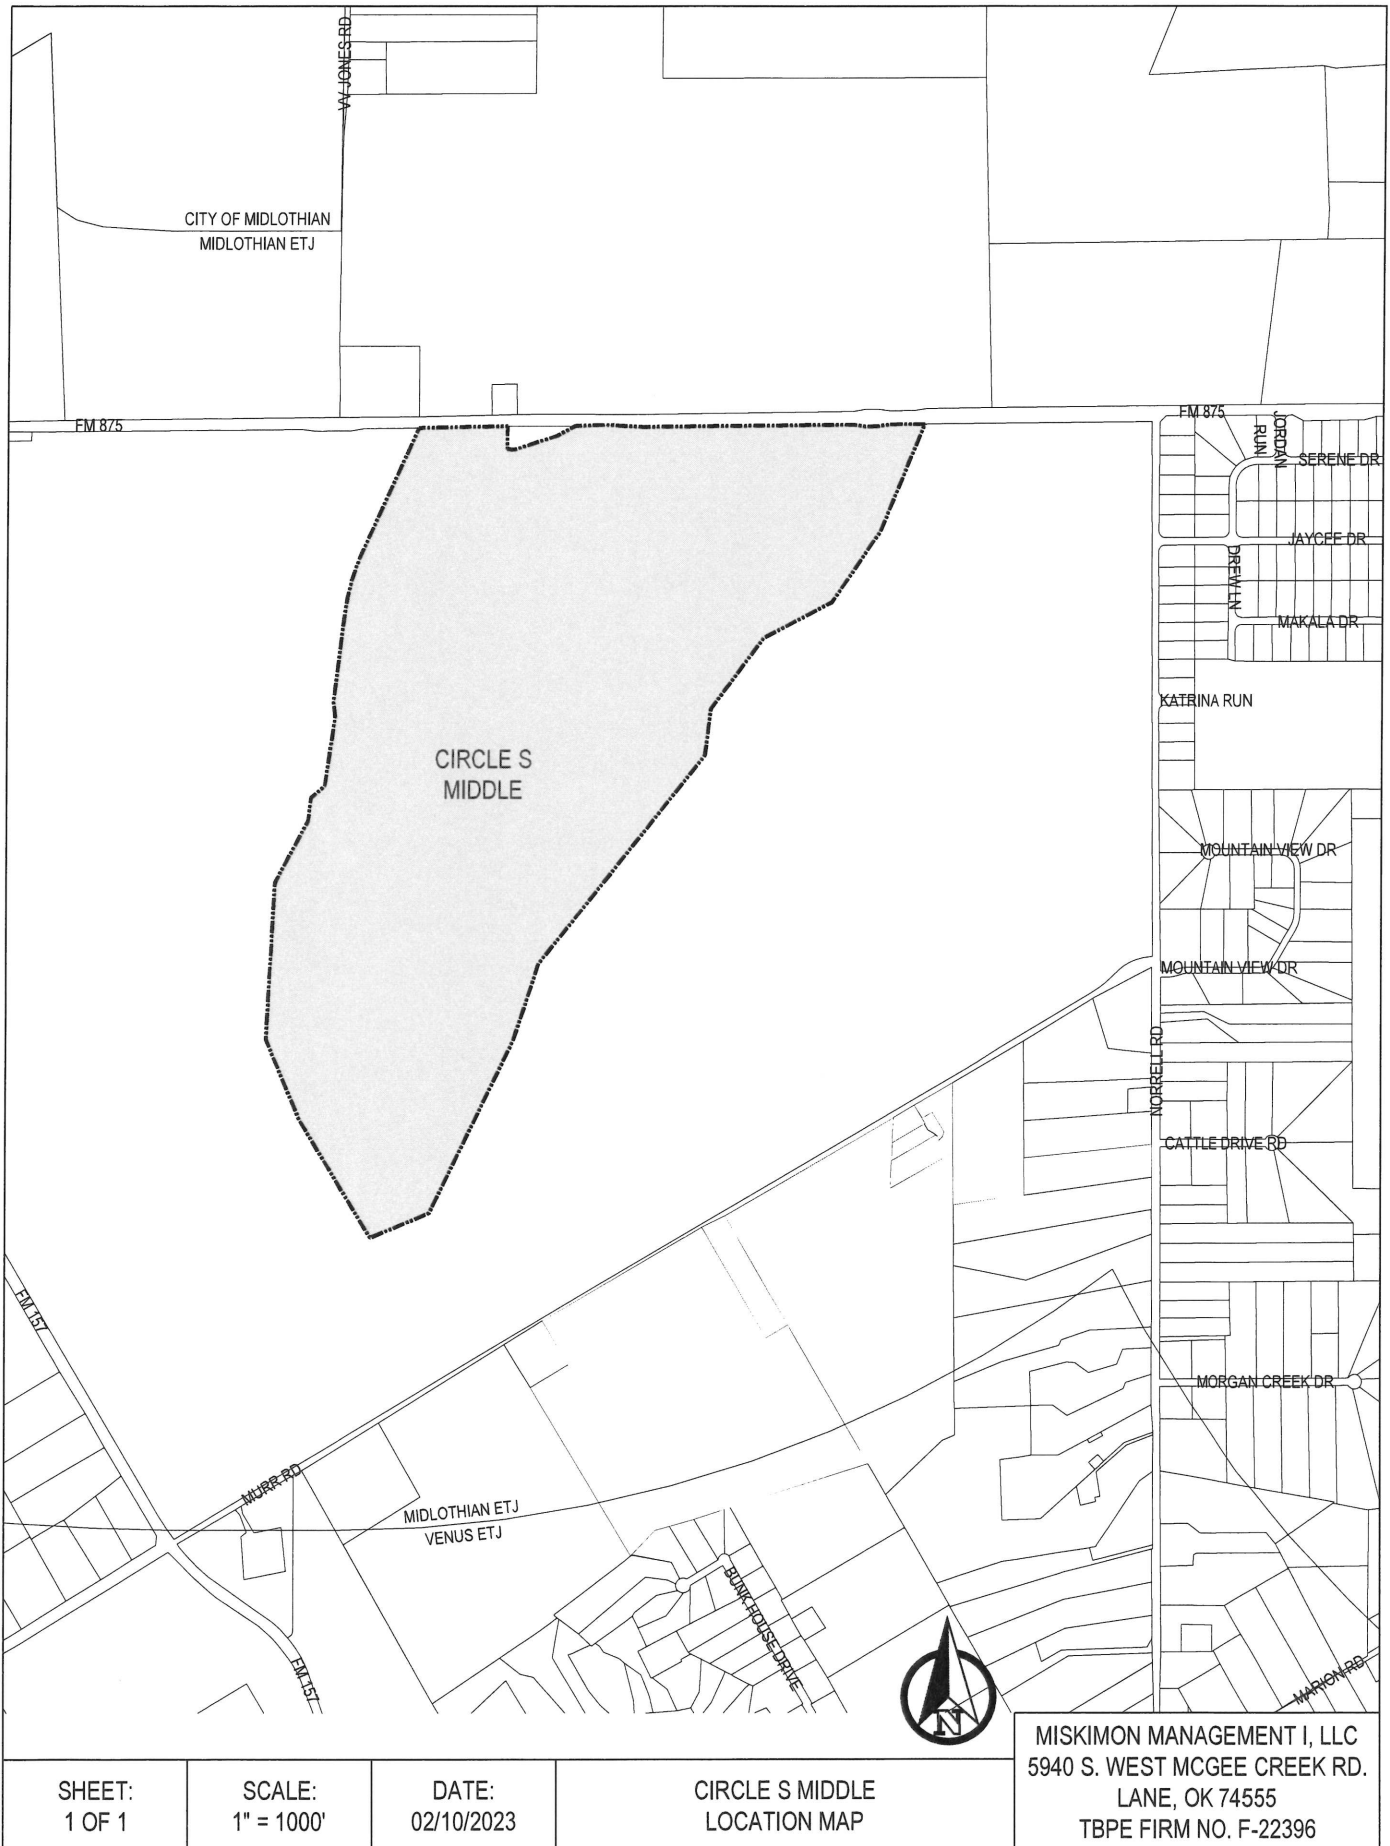 VV JONES RD
CITY OF MIDLOTHIAN
MIDLOTHIAN ETJ
FM 875
FM 875
JORDAN
RUN
SERENE DR
JAYCEE DR
DREW LN
MAKALA DR
KATRINA RUN
CIRCLE S
MIDDLE
MOUNTAIN VIEW DR
MOUNTAIN VIEW DR
NORRELL RD
CATTLE DRIVE RD
FM 157
MORGAN CREEK DR
MURR RD
MIDLOTHIAN ETJ
VENUS ETJ
BUNK HOUSE DRIVE
FM 157
MARION RD
N
MISKIMON MANAGEMENT I, LLC
5940 S. WEST MCGEE CREEK RD.
LANE, OK 74555
TBPE FIRM NO. F-22396
SHEET:
1 OF 1
SCALE:
1" = 1000'
DATE:
02/10/2023
CIRCLE S MIDDLE
LOCATION MAP